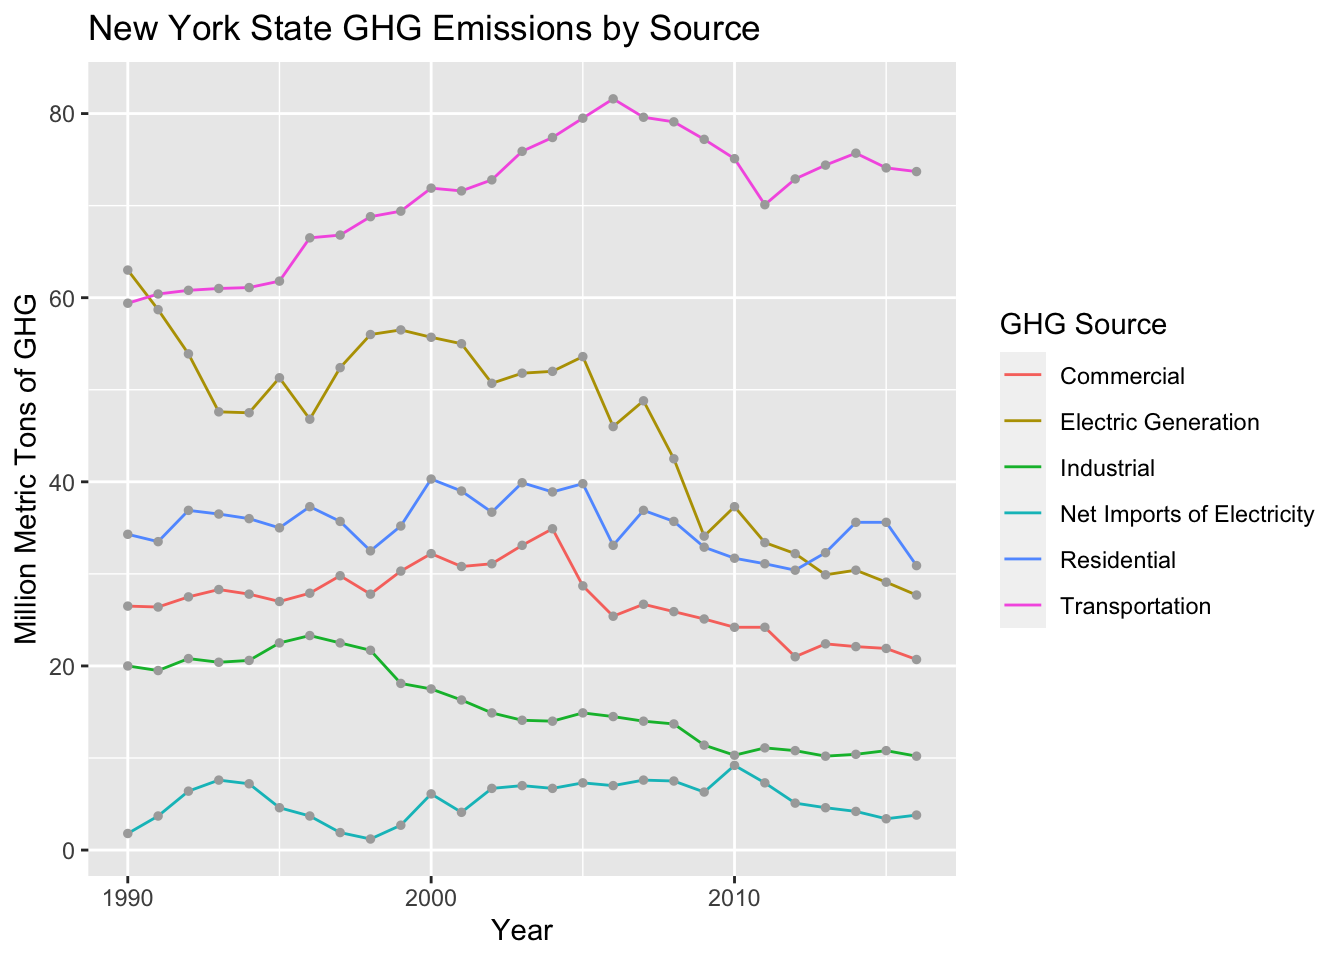 New York State GHG Emissions by Source
Million Metric Tons of GHG
80
60
40
20
0
1990 2000 2010
Year
GHG Source
Commercial
Electric Generation
Industrial
Net Imports of Electricity
Residential
Transportation